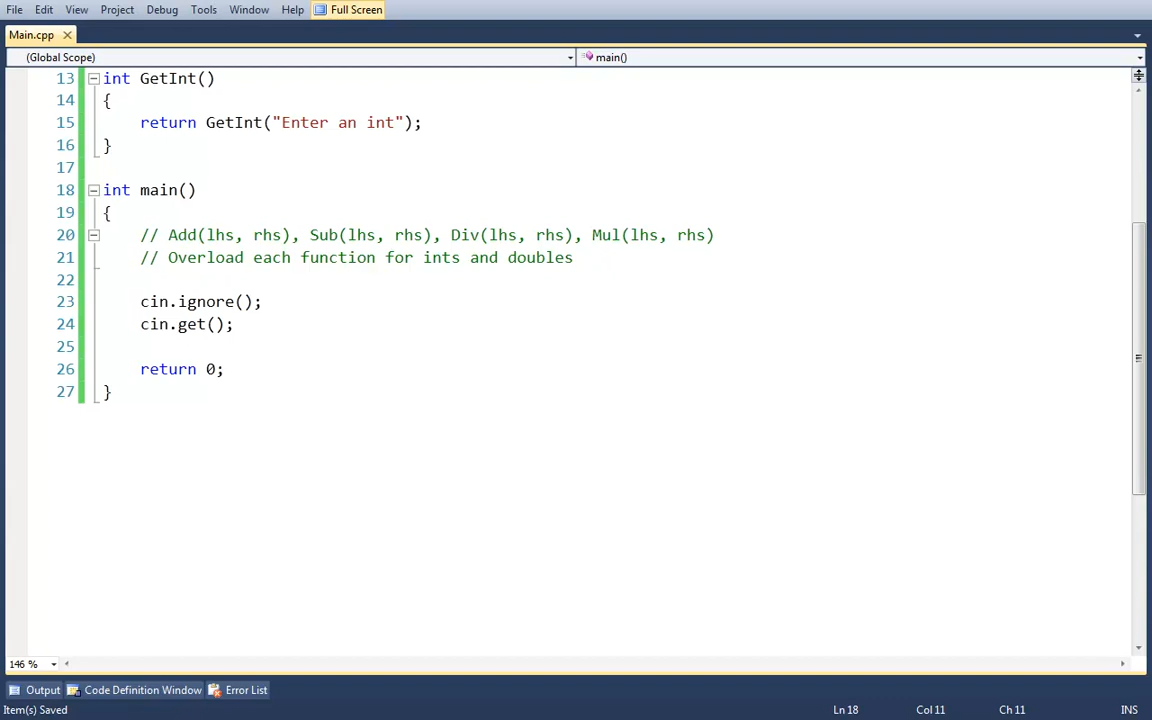 File Edit View Project Debug Tools Window Help Full Screen
Main.cpp
(Global Scope) main()
13 int GetInt()
14 {
15 return GetInt("Enter an int");
16 }
17
18 int main()
19 {
20 // Add(lhs, rhs), Sub(lhs, rhs), Div(lhs, rhs), Mul(lhs, rhs)
21 // Overload each function for ints and doubles
22
23 cin.ignore();
24 cin.get();
25
26 return 0;
27 }
146 %
Output Code Definition Window Error List
Item(s) Saved Ln 18 Col 11 Ch 11 INS